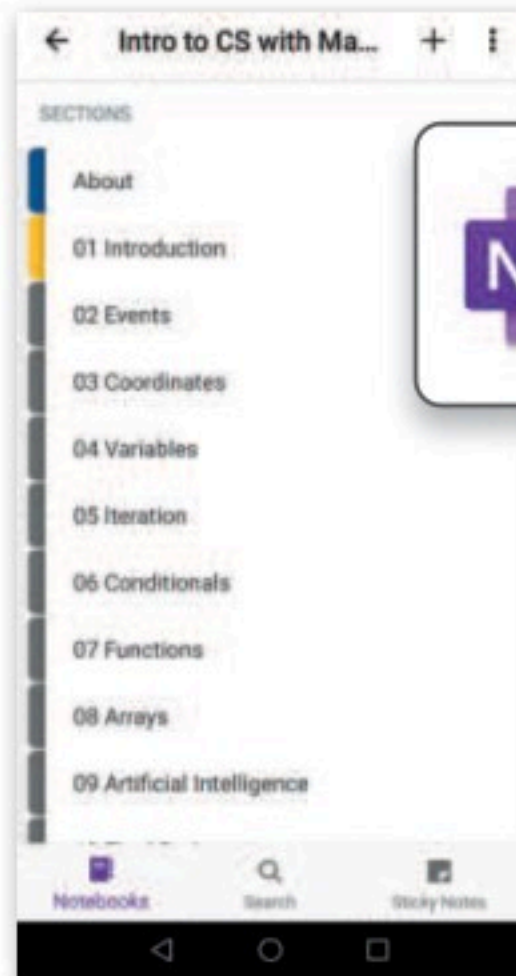 Intro to CS with Ma...
SECTIONS
About
01 Introduction
02 Events
03 Coordinates
04 Variables
05 Iteration
06 Conditionals
07 Functions
08 Arrays
09 Artificial Intelligence
N
Notebooks
Search
Sticky Notes